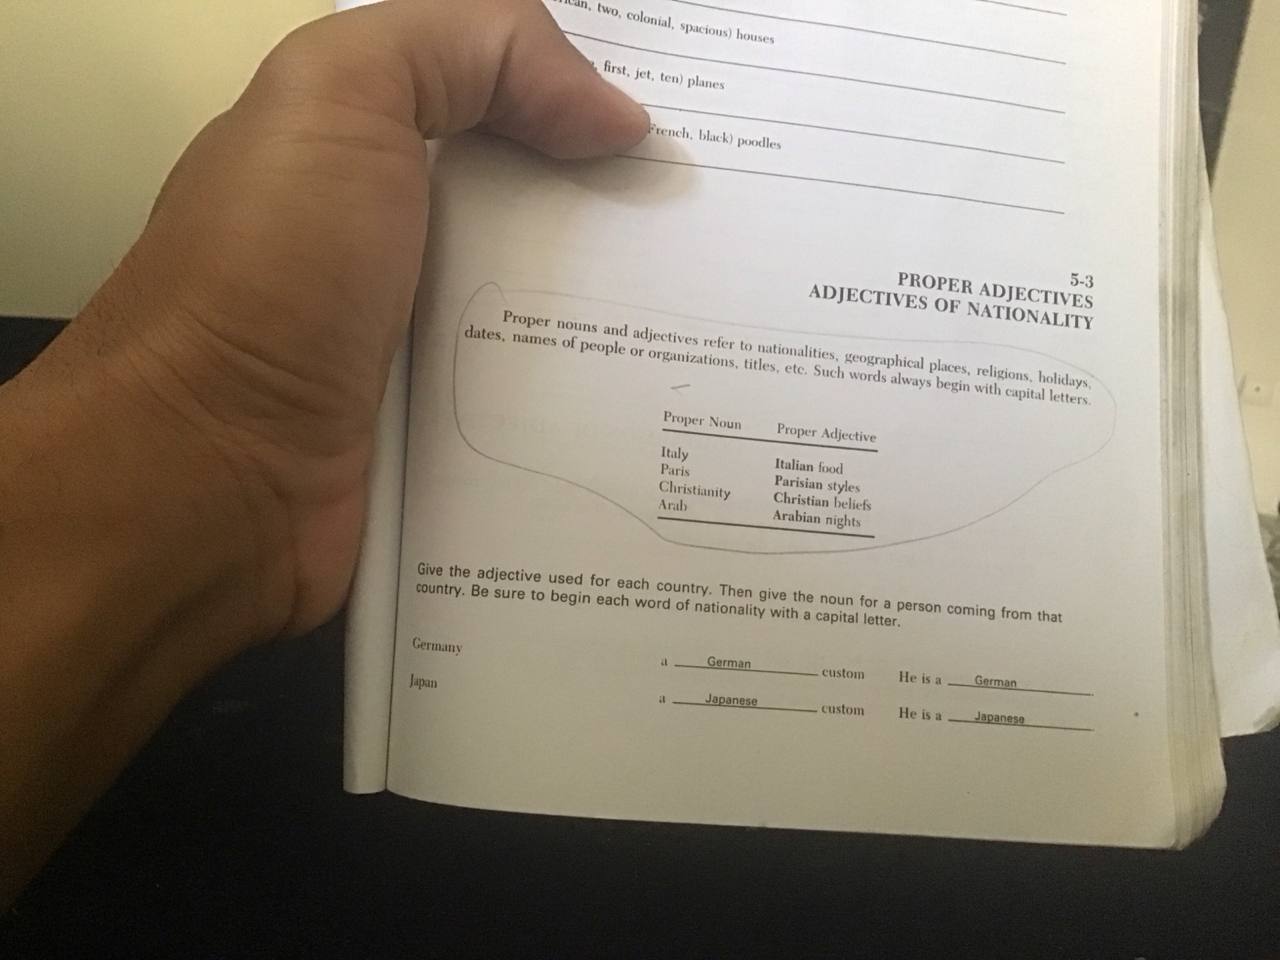 two, colonial, spacious) houses
first, jet, ten) planes
French, black) poodles
5-3
PROPER ADJECTIVES
ADJECTIVES OF NATIONALITY
Proper nouns and adjectives refer to nationalities, geographical places, religions, holidays,
dates, names of people or organizations, titles, etc. Such words always begin with capital letters.
Proper Noun Proper Adjective
Italy Italian food
Paris Parisian styles
Christianity Christian beliefs
Arab Arabian nights
Give the adjective used for each country. Then give the noun for a person coming from that
country. Be sure to begin each word of nationality with a capital letter.
Germany a German custom He is a German.
Japan a Japanese custom He is a Japanese